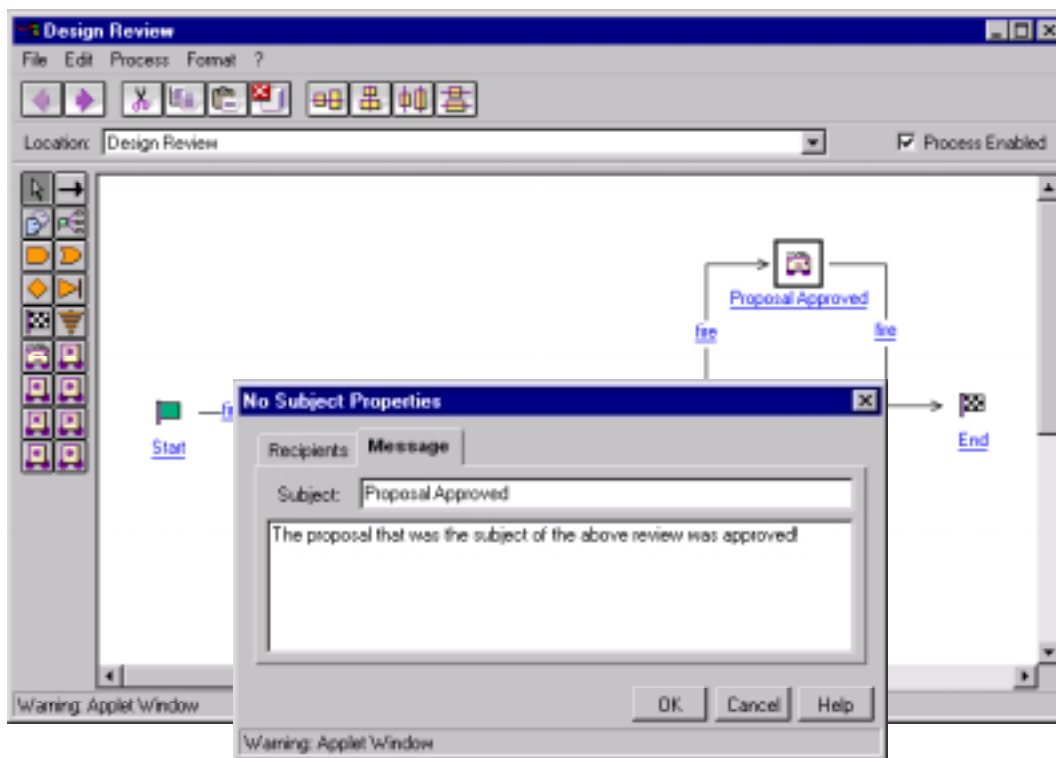 Design Review
File Edit Process Format ?
Location: Design Review Process Enabled
Proposal Approved
fire fire
Start
End
No Subject Properties
Recipients Message
Subject: Proposal Approved
The proposal that was the subject of the above review was approved!
OK Cancel Help
Warning: Applet Window
Warning: Applet Window